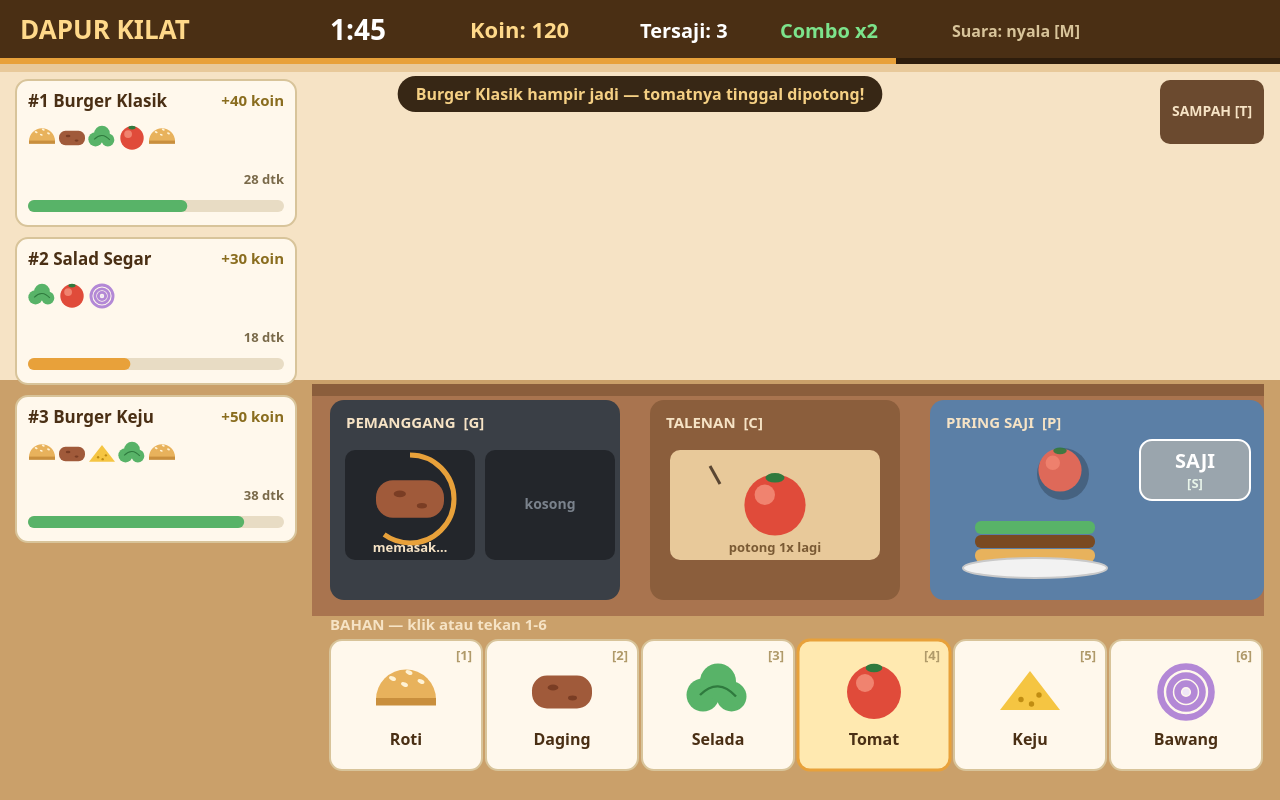 DAPUR KILAT
1:45
Koin: 120
Tersaji: 3
Combo x2
Suara: nyala [M]
Burger Klasik hampir jadi — tomatnya tinggal dipotong!
SAMPAH [T]
#1 Burger Klasik
+40 koin
28 dtk
#2 Salad Segar
+30 koin
18 dtk
#3 Burger Keju
+50 koin
38 dtk
PEMANGGANG [G]
memasak...
kosong
TALENAN [C]
potong 1x lagi
PIRING SAJI [P]
SAJI
[S]
BAHAN — klik atau tekan 1-6
[1]
Roti
[2]
Daging
[3]
Selada
[4]
Tomat
[5]
Keju
[6]
Bawang